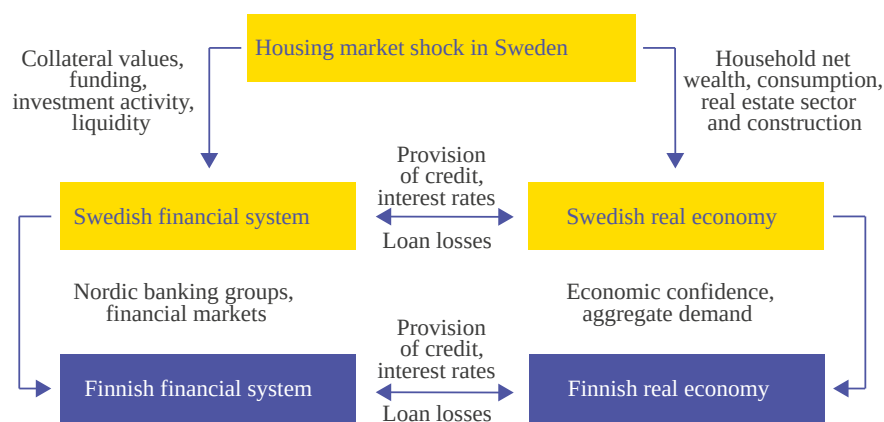 Housing market shock in Sweden
Collateral values,
funding,
investment activity,
liquidity
Household net
wealth, consumption,
real estate sector
and construction
Provision
of credit,
interest rates
Swedish financial system
Swedish real economy
Loan losses
Nordic banking groups,
financial markets
Economic confidence,
aggregate demand
Provision
of credit,
interest rates
Finnish financial system
Finnish real economy
Loan losses